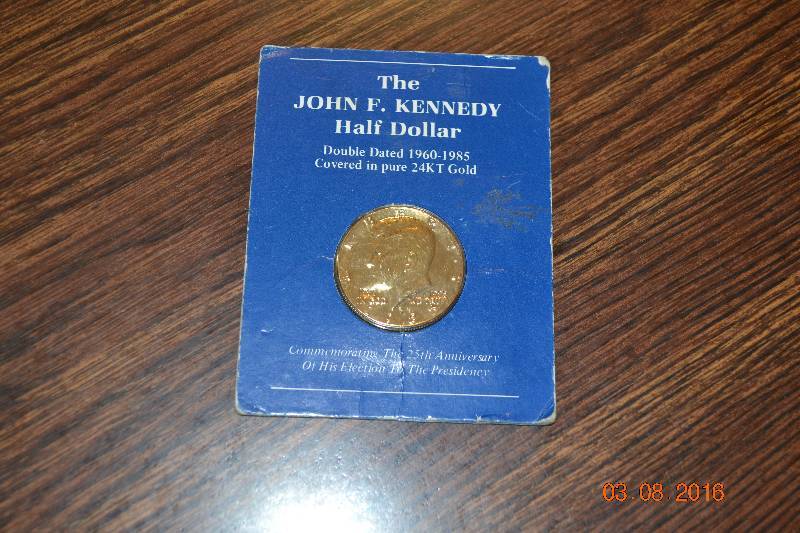 The
JOHN F. KENNEDY
Half Dollar
Double Dated 1960-1985
Covered in pure 24KT Gold
Commemorating The 25th Anniversary
Of His Election To The Presidency
03.08.2016